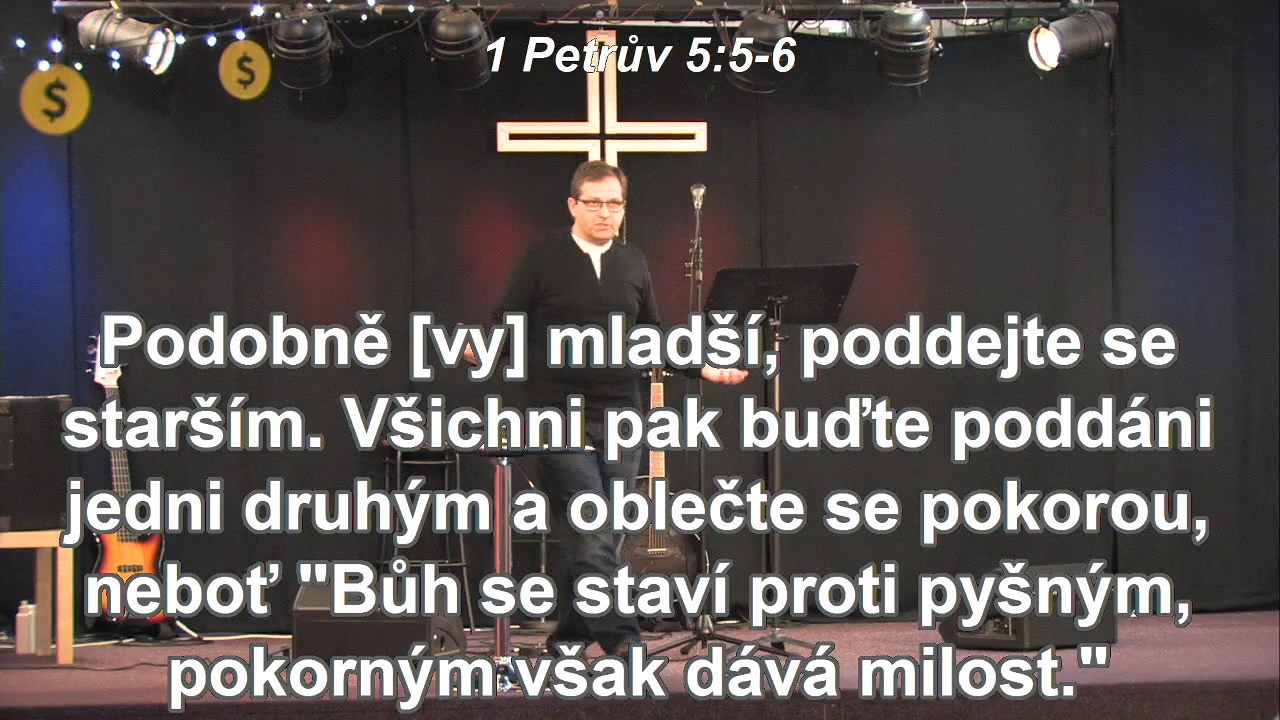 $
$
1 Petrův 5:5-6
Podobně [vy] mladší, poddejte se
starším. Všichni pak buďte poddáni
jedni druhým a oblečte se pokorou,
neboť "Bůh se staví proti pyšným,
pokorným však dává milost."